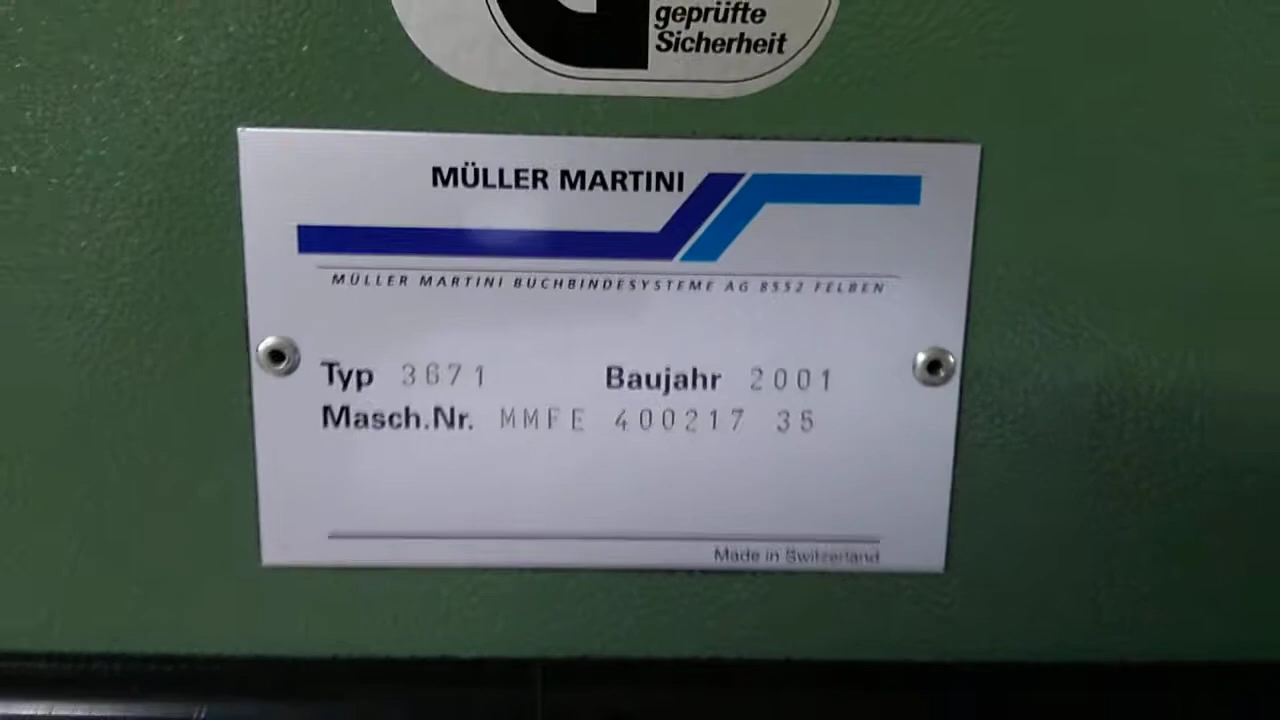 geprüfte
Sicherheit
MÜLLER MARTINI
MÜLLER MARTINI BUCHBINDESYSTEME AG 8552 FELBEN
Typ 3671 Baujahr 2001
Masch.Nr. MMFE 400217 35
Made in Switzerland